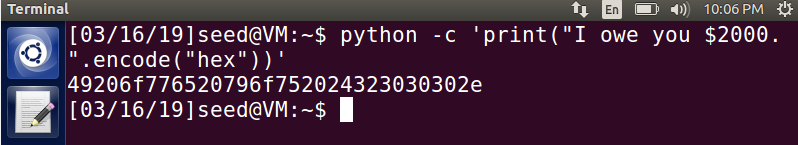 Terminal
En
10:06 PM
[03/16/19]seed@VM:~$ python -c 'print("I owe you $2000.
".encode("hex"))'
49206f776520796f752024323030302e
[03/16/19]seed@VM:~$